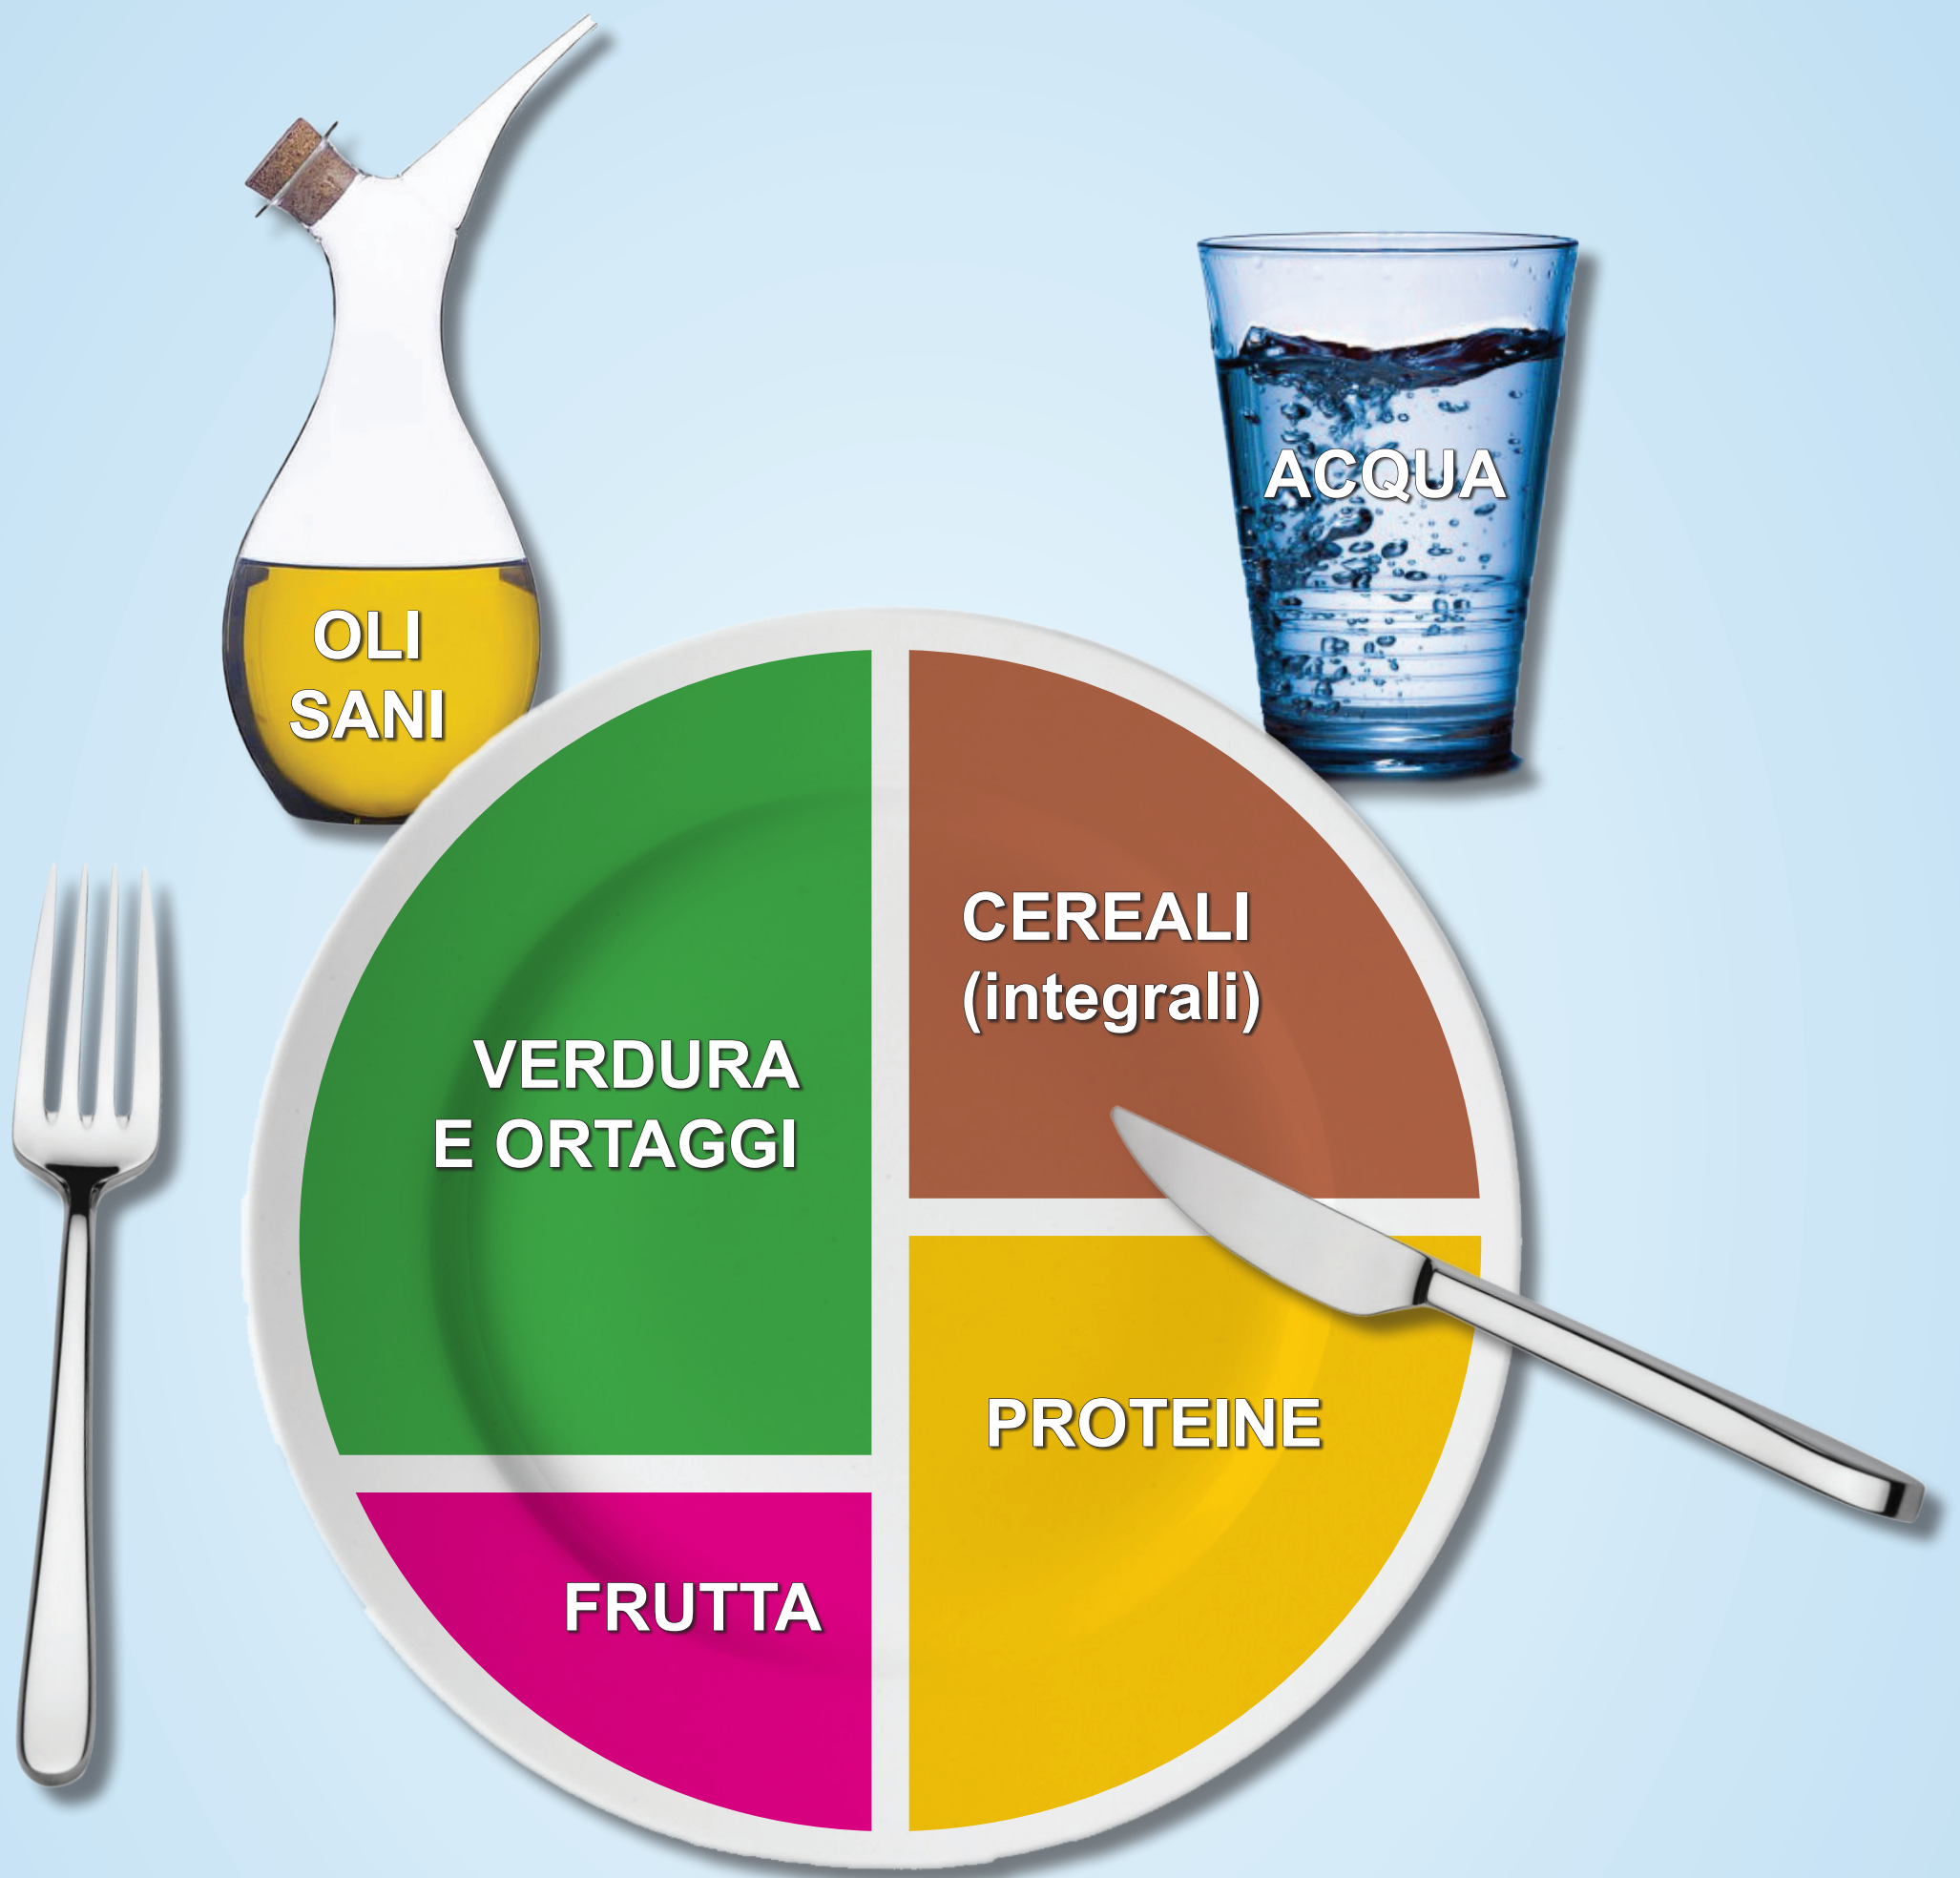 OLI
SANI
ACQUA
VERDURA
E ORTAGGI
CEREALI
(integrali)
PROTEINE
FRUTTA